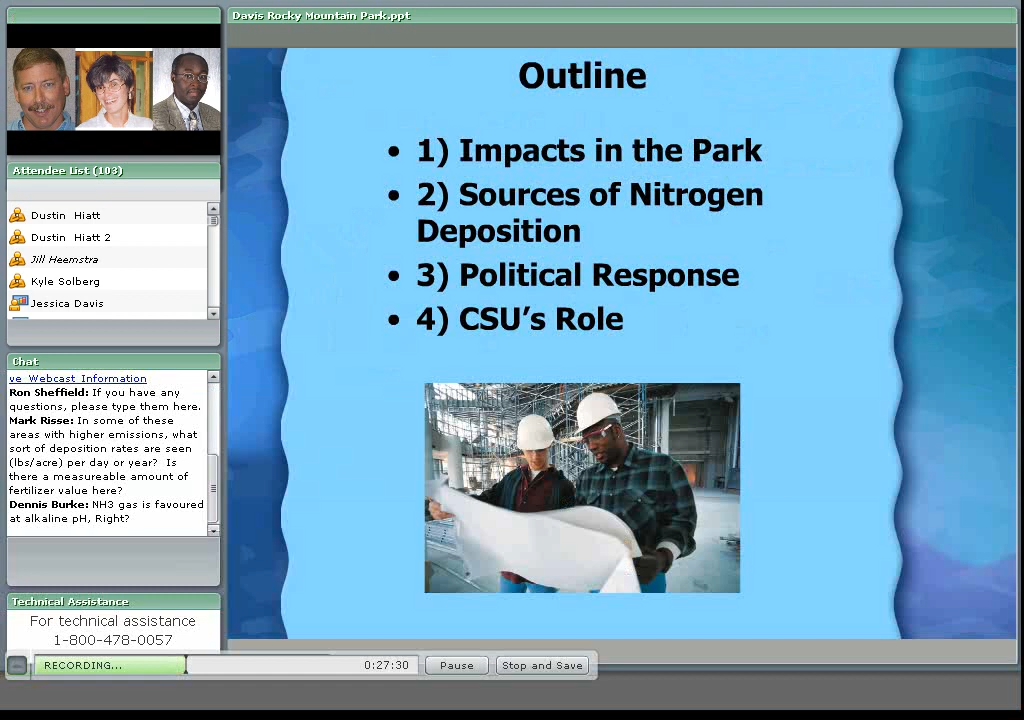 Davis Rocky Mountain Park.ppt
Outline
• 1) Impacts in the Park
• 2) Sources of Nitrogen
Deposition
• 3) Political Response
• 4) CSU's Role
Attendee List (103)
Dustin Hiatt
Dustin Hiatt 2
Jill Heemstra
Kyle Solberg
Jessica Davis
Chat
ve Webcast Information
Ron Sheffield: If you have any
questions, please type them here.
Mark Risse: In some of these
areas with higher emissions, what
sort of deposition rates are seen
(lbs/acre) per day or year? Is
there a measureable amount of
fertilizer value here?
Dennis Burke: NH3 gas is favoured
at alkaline pH, Right?
Technical Assistance
For technical assistance
1-800-478-0057
RECORDING... 0:27:30 Pause Stop and Save